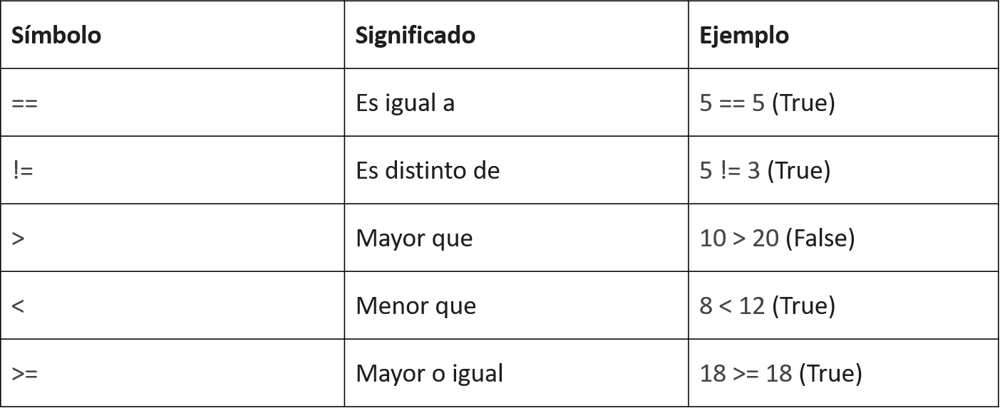 Símbolo Significado Ejemplo
== Es igual a 5 == 5 (True)
!= Es distinto de 5 != 3 (True)
> Mayor que 10 > 20 (False)
< Menor que 8 < 12 (True)
>= Mayor o igual 18 >= 18 (True)